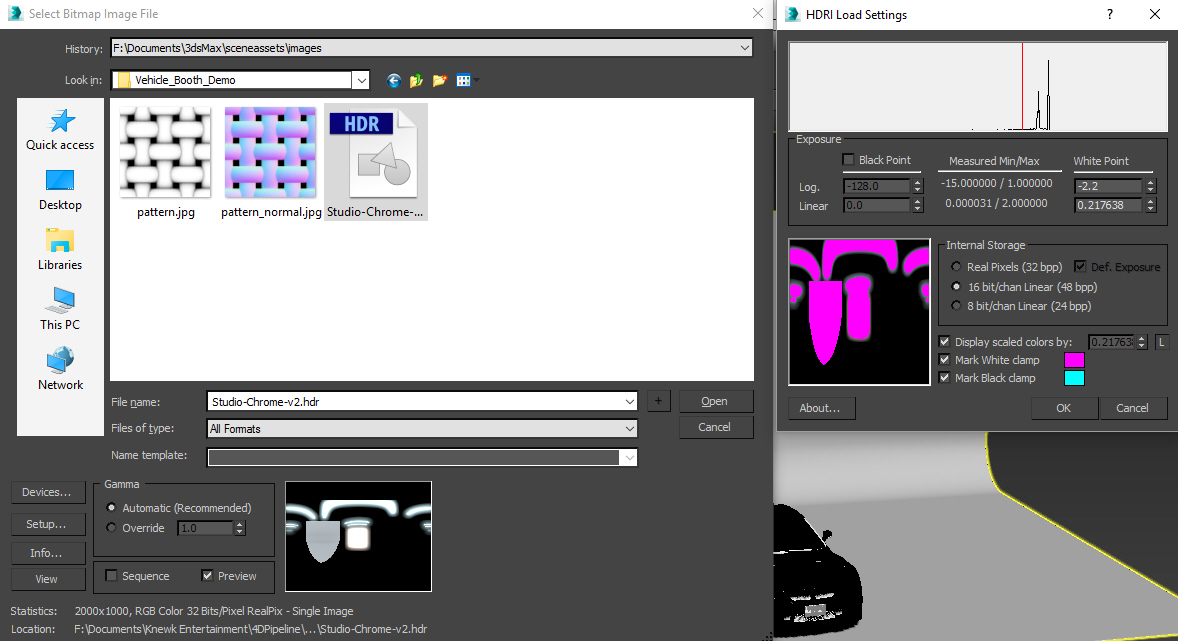 Select Bitmap Image File
History: F:\Documents\3dsMax\sceneassets\images
Look in: Vehicle_Booth_Demo
Quick access
Desktop
Libraries
This PC
Network
HDR
pattern.jpg pattern_normal.jpg Studio-Chrome-...
File name: Studio-Chrome-v2.hdr + Open
Files of type: All Formats Cancel
Name template:
Devices...
Setup...
Info...
View
Gamma
Automatic (Recommended)
Override 1.0
Sequence Preview
Statistics: 2000x1000, RGB Color 32 Bits/Pixel RealPix - Single Image
Location: F:\Documents\Knewk Entertainment\4DPipeline\...\Studio-Chrome-v2.hdr
HDRI Load Settings ?
Exposure
Black Point Measured Min/Max White Point
Log. -128.0 -15.000000 / 1.000000 -2.2
Linear 0.0 0.000031 / 2.000000 0.217638
Internal Storage
Real Pixels (32 bpp) Def. Exposure
16 bit/chan Linear (48 bpp)
8 bit/chan Linear (24 bpp)
Display scaled colors by: 0.217638 L
Mark White clamp
Mark Black clamp
About... OK Cancel